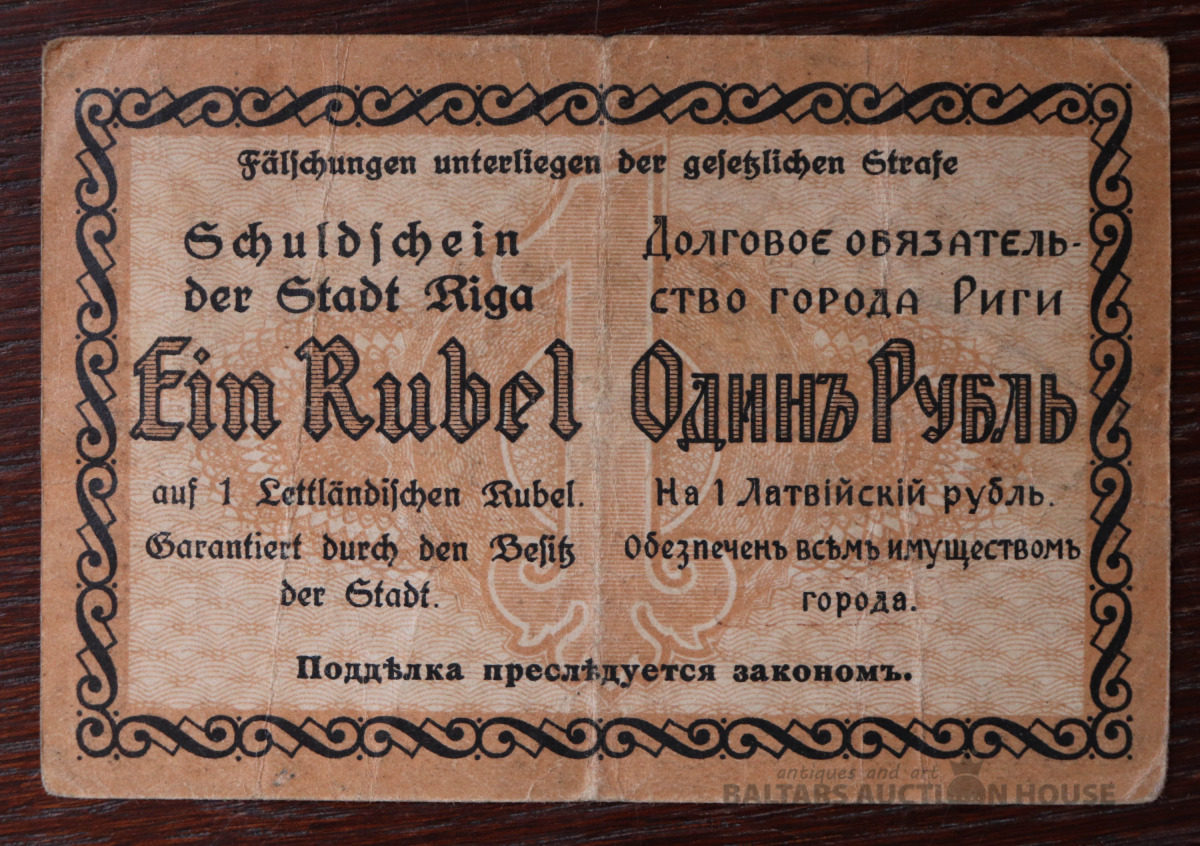 Fälschungen unterliegen der gesetzlichen Strafe
Schuldschein
der Stadt Riga
Ein Rubel
auf 1 Lettländischen Rubel.
Garantiert durch den Besitz
der Stadt.
Долговое обязатель-
ство города Риги
Одинъ Рубль
На 1 Латвiйскiй рубль.
Обезпеченъ всѣмъ имуществомъ
города.
Поддѣлка преслѣдуется закономъ.
1
antiques and art
BALTARS AUCTION HOUSE